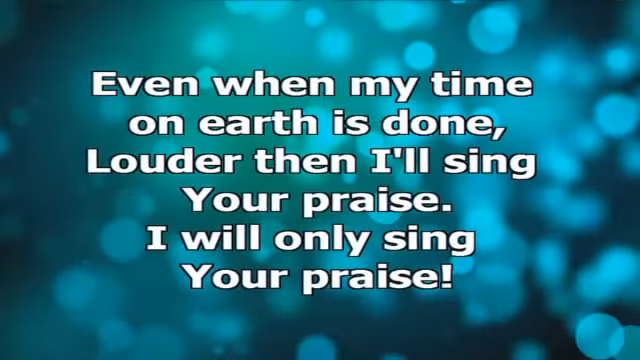 Even when my time
on earth is done,
Louder then I'll sing
Your praise.
I will only sing
Your praise!